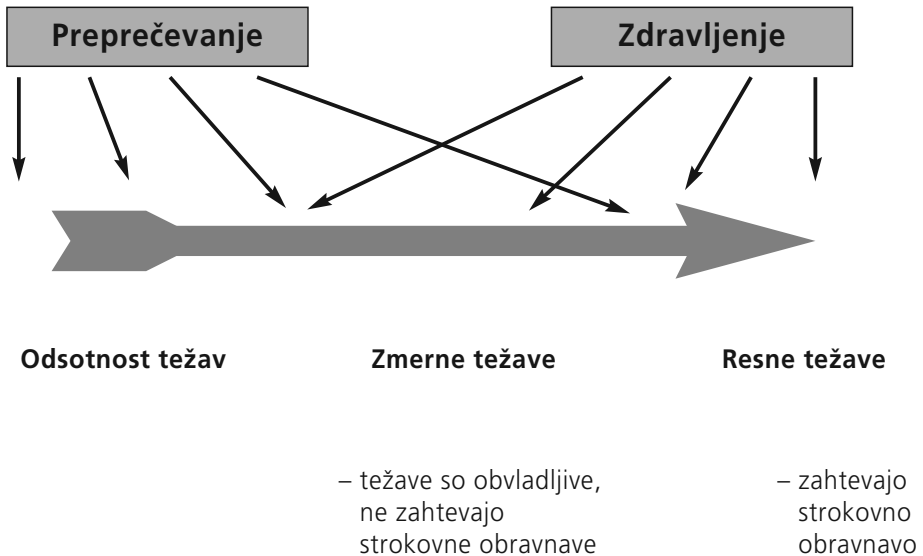 Preprečevanje
Zdravljenje
Odsotnost težav
Zmerne težave
Resne težave
– težave so obvladljive,
ne zahtevajo
strokovne obravnave
– zahtevajo
strokovno
obravnavo